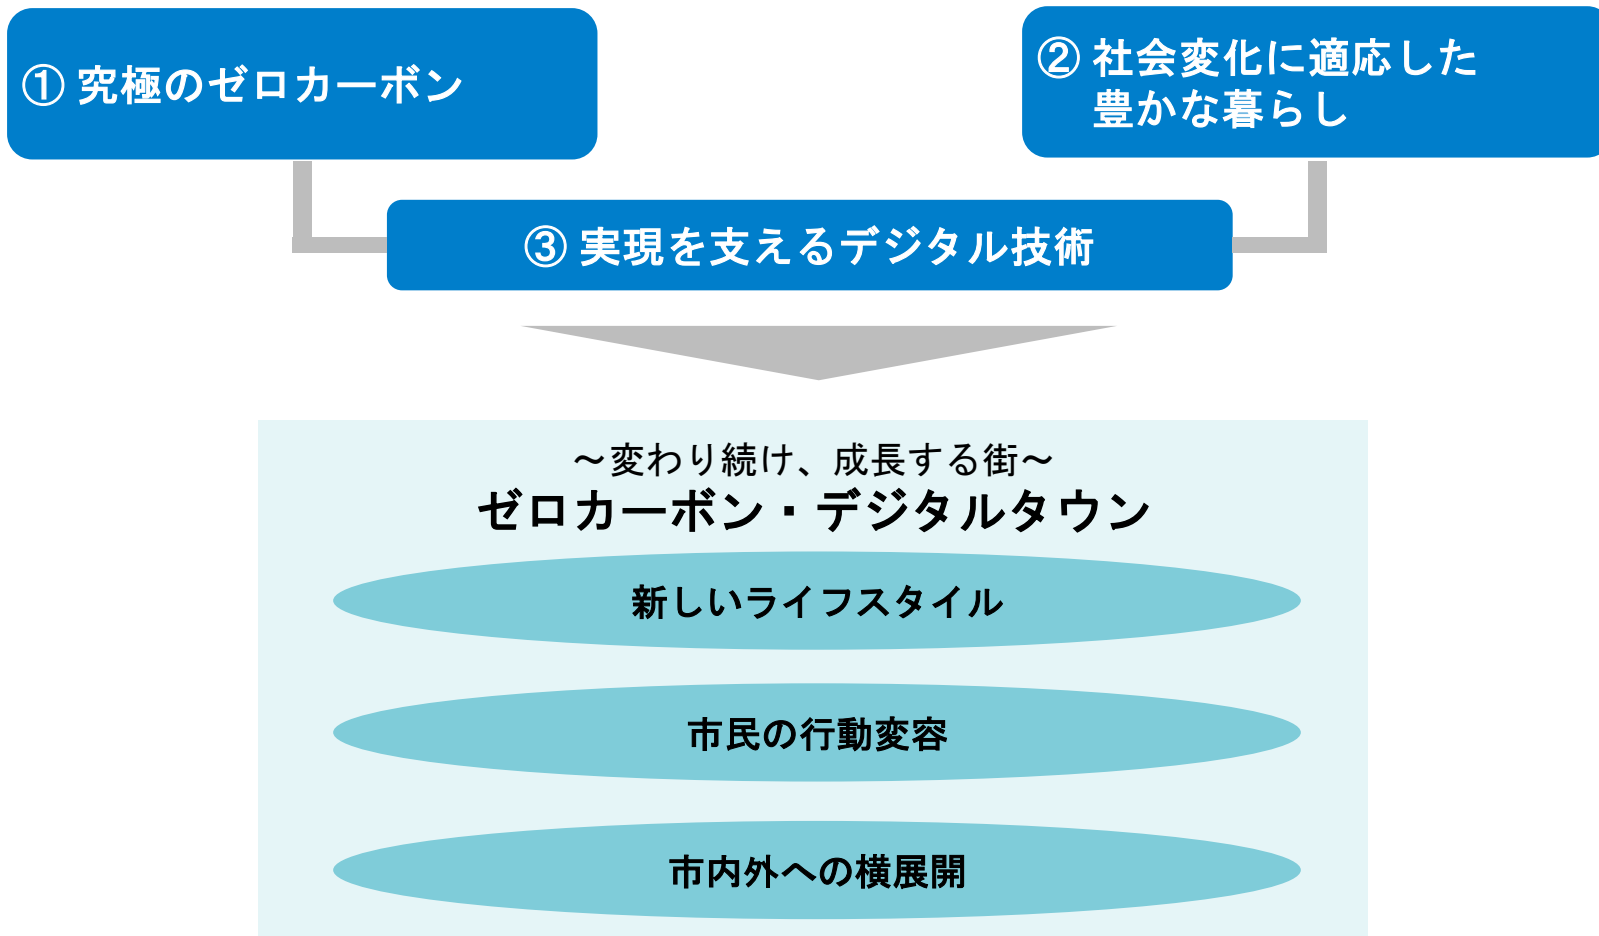 ① 究極のゼロカーボン
② 社会変化に適応した
豊かな暮らし
③ 実現を支えるデジタル技術
～変わり続け、成長する街～
ゼロカーボン・デジタルタウン
新しいライフスタイル
市民の行動変容
市内外への横展開